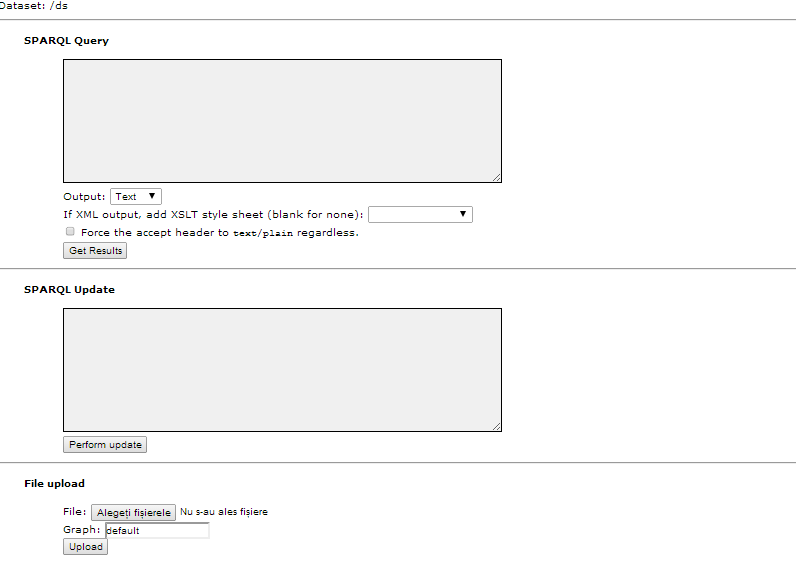 Dataset: /ds
SPARQL Query
Output: Text
If XML output, add XSLT style sheet (blank for none):
Force the accept header to text/plain regardless.
Get Results
SPARQL Update
Perform update
File upload
File: Alegeți fișierele Nu s-au ales fișiere
Graph: default
Upload